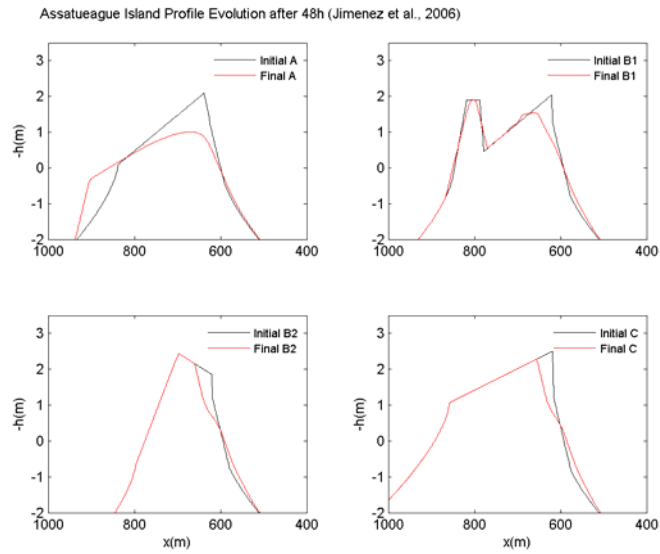 Assatueague Island Profile Evolution after 48h (Jimenez et al., 2006)
Initial A
Final A
-h(m)
3
2
1
0
-1
-2
1000 800 600 400
Initial B1
Final B1
-h(m)
3
2
1
0
-1
-2
1000 800 600 400
Initial B2
Final B2
-h(m)
3
2
1
0
-1
-2
1000 800 600 400
x(m)
Initial C
Final C
-h(m)
3
2
1
0
-1
-2
1000 800 600 400
x(m)